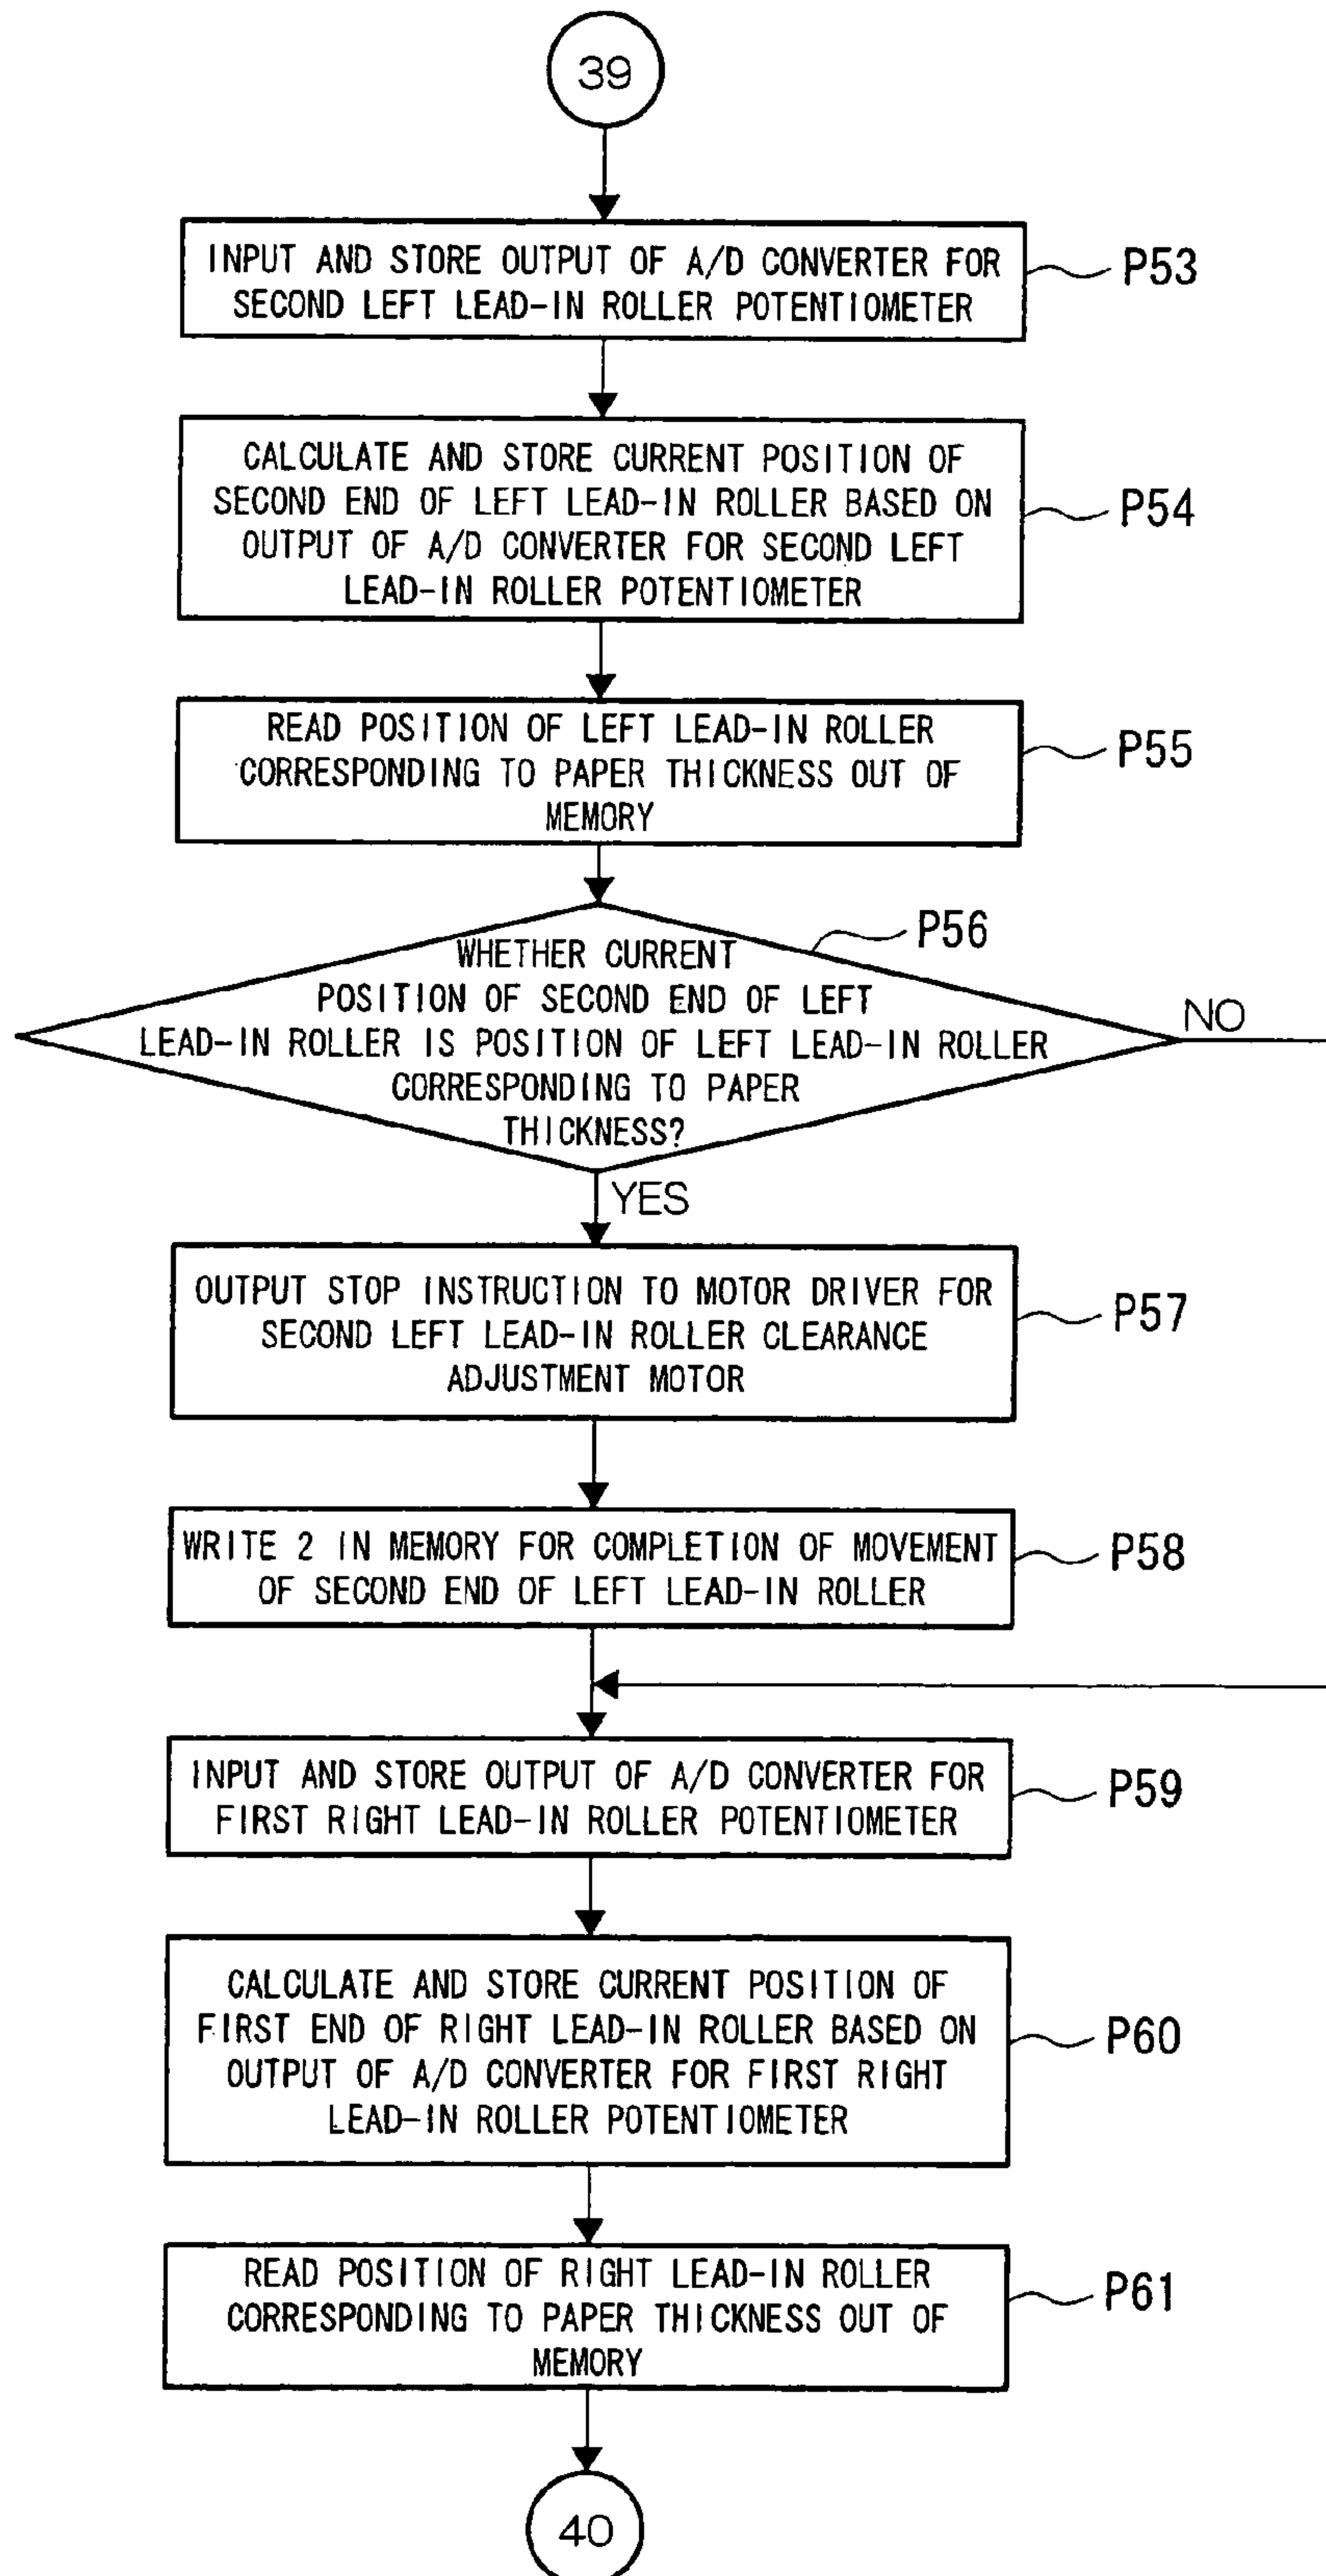 39
INPUT AND STORE OUTPUT OF A/D CONVERTER FOR
SECOND LEFT LEAD-IN ROLLER POTENTIOMETER
P53
CALCULATE AND STORE CURRENT POSITION OF
SECOND END OF LEFT LEAD-IN ROLLER BASED ON
OUTPUT OF A/D CONVERTER FOR SECOND LEFT
LEAD-IN ROLLER POTENTIOMETER
P54
READ POSITION OF LEFT LEAD-IN ROLLER
CORRESPONDING TO PAPER THICKNESS OUT OF
MEMORY
P55
P56
WHETHER CURRENT
POSITION OF SECOND END OF LEFT
LEAD-IN ROLLER IS POSITION OF LEFT LEAD-IN ROLLER
CORRESPONDING TO PAPER
THICKNESS?
NO
YES
OUTPUT STOP INSTRUCTION TO MOTOR DRIVER FOR
SECOND LEFT LEAD-IN ROLLER CLEARANCE
ADJUSTMENT MOTOR
P57
WRITE 2 IN MEMORY FOR COMPLETION OF MOVEMENT
OF SECOND END OF LEFT LEAD-IN ROLLER
P58
INPUT AND STORE OUTPUT OF A/D CONVERTER FOR
FIRST RIGHT LEAD-IN ROLLER POTENTIOMETER
P59
CALCULATE AND STORE CURRENT POSITION OF
FIRST END OF RIGHT LEAD-IN ROLLER BASED ON
OUTPUT OF A/D CONVERTER FOR FIRST RIGHT
LEAD-IN ROLLER POTENTIOMETER
P60
READ POSITION OF RIGHT LEAD-IN ROLLER
CORRESPONDING TO PAPER THICKNESS OUT OF
MEMORY
P61
40